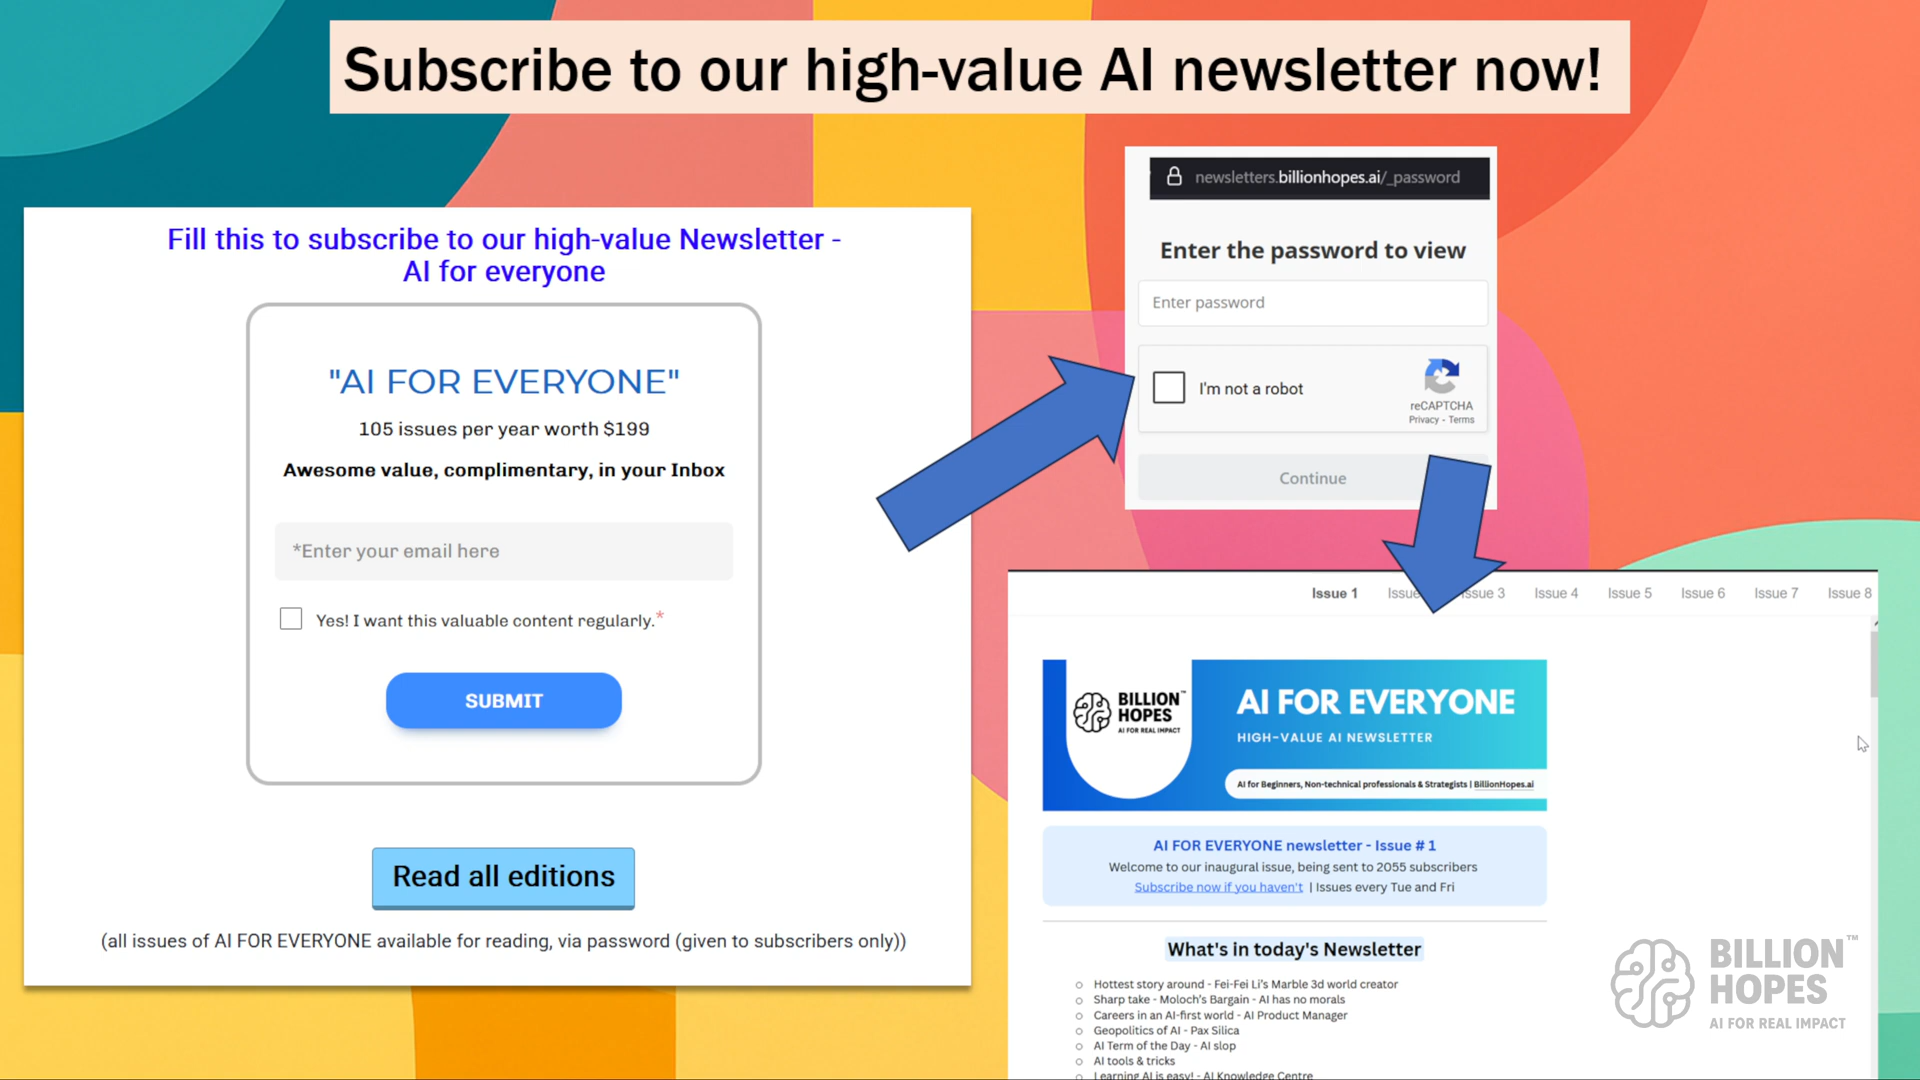 Subscribe to our high-value AI newsletter now!
Fill this to subscribe to our high-value Newsletter -
AI for everyone
"AI FOR EVERYONE"
105 issues per year worth $199
Awesome value, complimentary, in your Inbox
*Enter your email here
Yes! I want this valuable content regularly.*
SUBMIT
Read all editions
(all issues of AI FOR EVERYONE available for reading, via password (given to subscribers only))
newsletters.billionhopes.ai/_password
Enter the password to view
Enter password
I'm not a robot
reCAPTCHA
Privacy - Terms
Continue
Issue 1 Issue 3 Issue 4 Issue 5 Issue 6 Issue 7 Issue 8
BILLION™
HOPES
AI FOR REAL IMPACT
AI FOR EVERYONE
HIGH-VALUE AI NEWSLETTER
AI for Beginners, Non-technical professionals & Strategists | BillionHopes.ai
AI FOR EVERYONE newsletter - Issue # 1
Welcome to our inaugural issue, being sent to 2055 subscribers
Subscribe now if you haven't | Issues every Tue and Fri
What's in today's Newsletter
Hottest story around - Fei-Fei Li's Marble 3d world creator
Sharp take - Moloch's Bargain - AI has no morals
Careers in an AI-first world - AI Product Manager
Geopolitics of AI - Pax Silica
AI Term of the Day - AI slop
AI tools & tricks
Learning AI is easy! - AI Knowledge Centre
BILLION™
HOPES
AI FOR REAL IMPACT